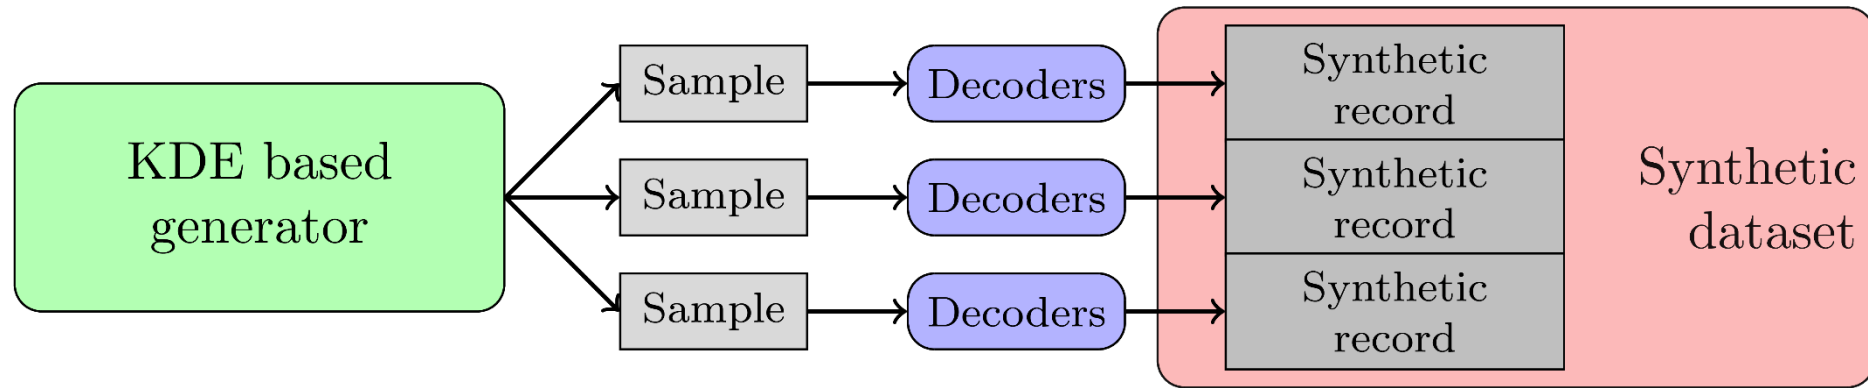 KDE based
generator
Sample
Decoders
Synthetic
record
Sample
Decoders
Synthetic
record
Sample
Decoders
Synthetic
record
Synthetic
dataset